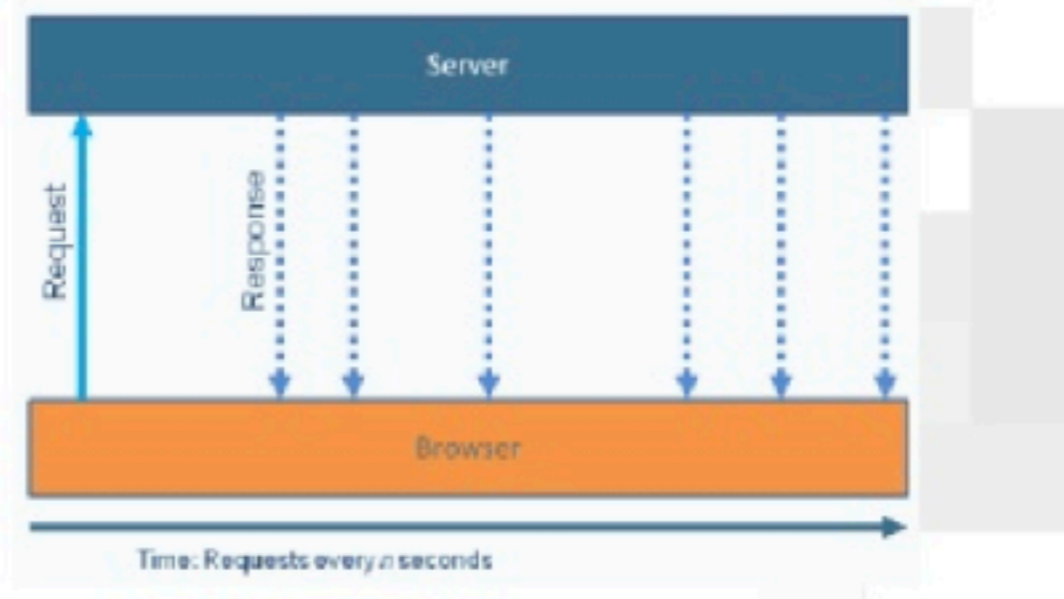 Server
Request
Response
Browser
Time: Requests every n seconds